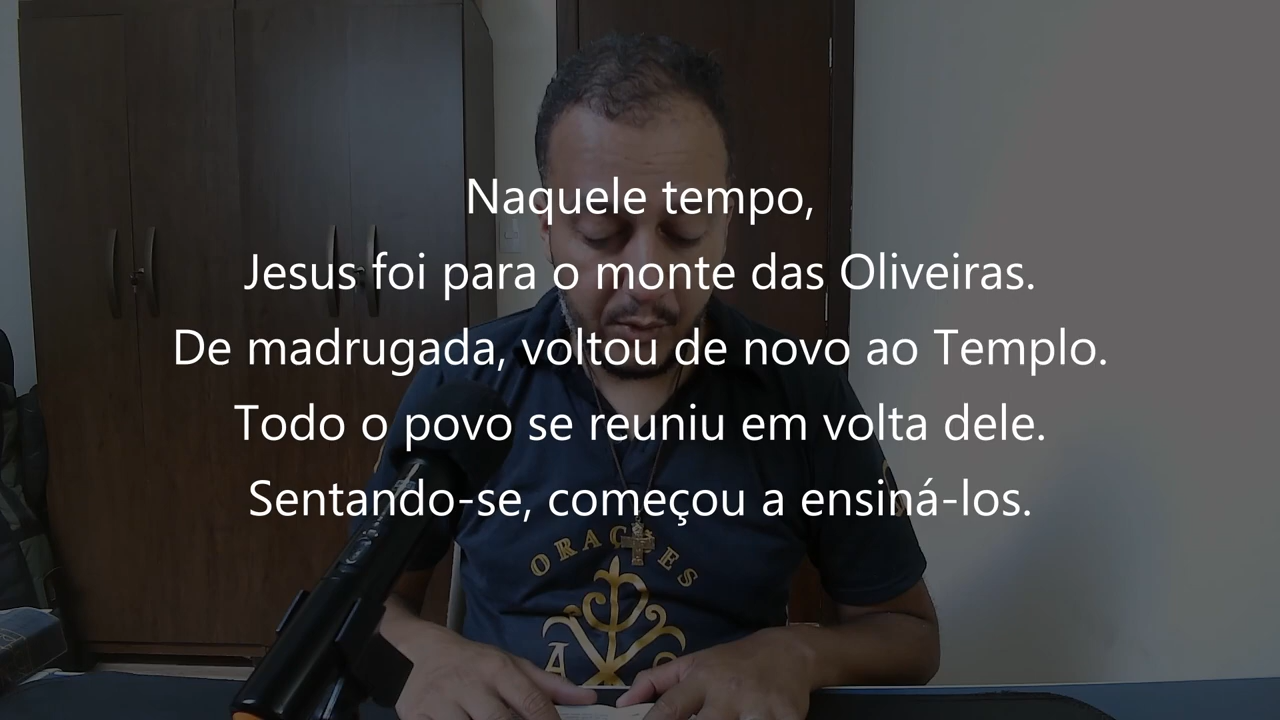 Naquele tempo,
Jesus foi para o monte das Oliveiras.
De madrugada, voltou de novo ao Templo.
Todo o povo se reuniu em volta dele.
Sentando-se, começou a ensiná-los.
A